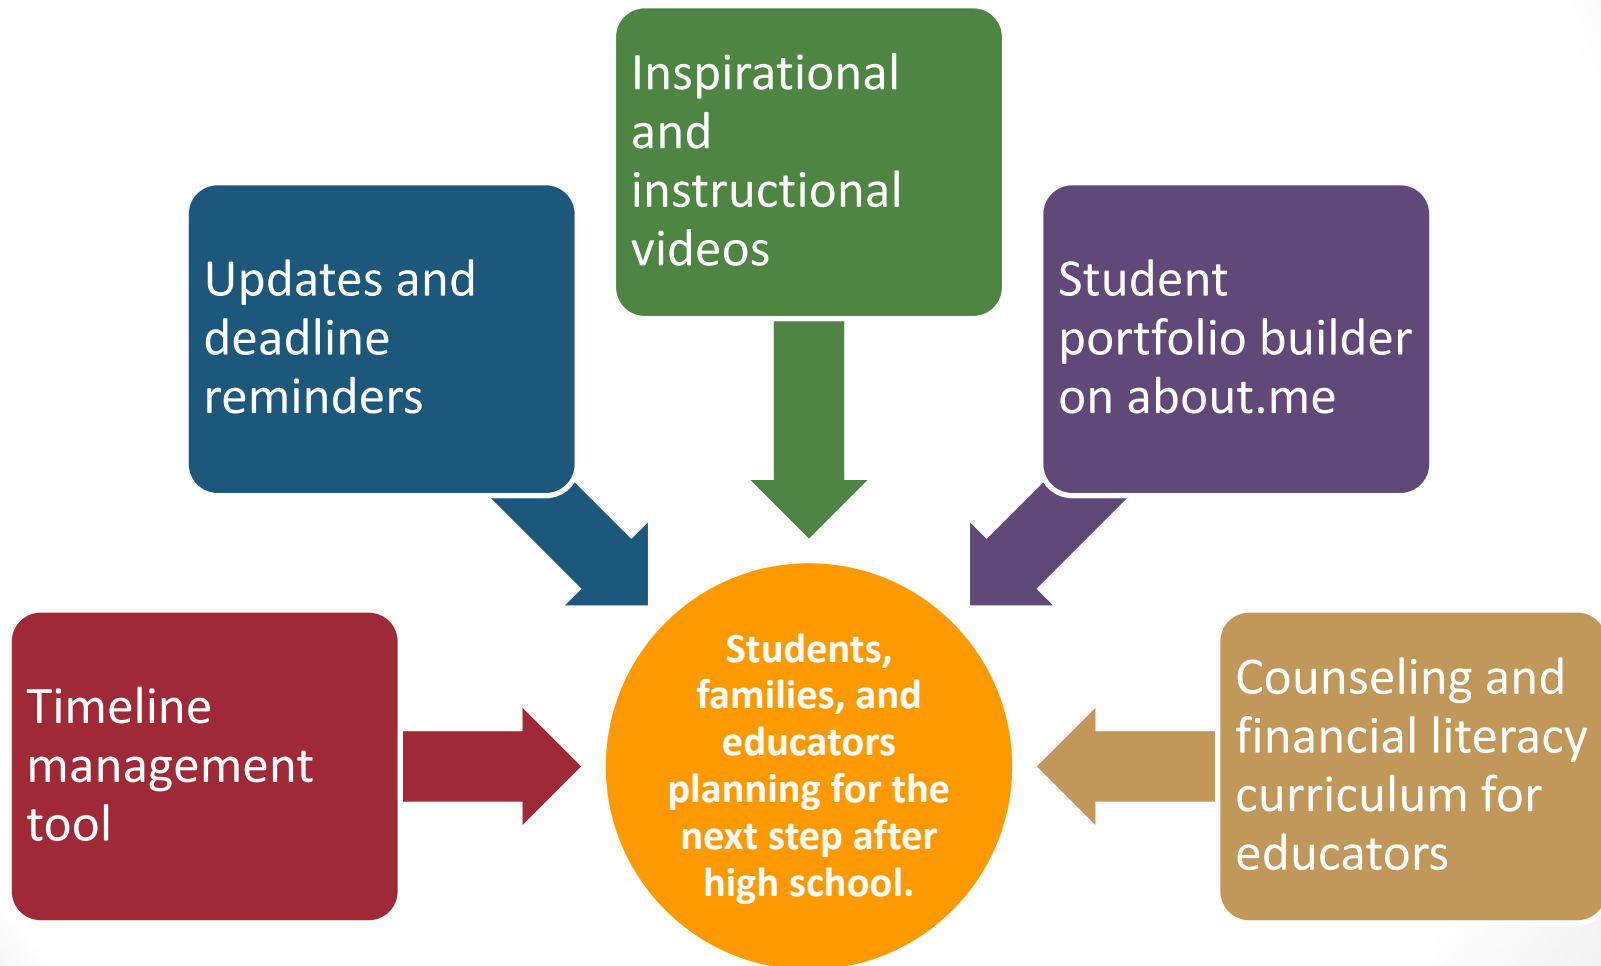 Inspirational
and
instructional
videos
Updates and
deadline
reminders
Student
portfolio builder
on about.me
Timeline
management
tool
Students,
families, and
educators
planning for the
next step after
high school.
Counseling and
financial literacy
curriculum for
educators